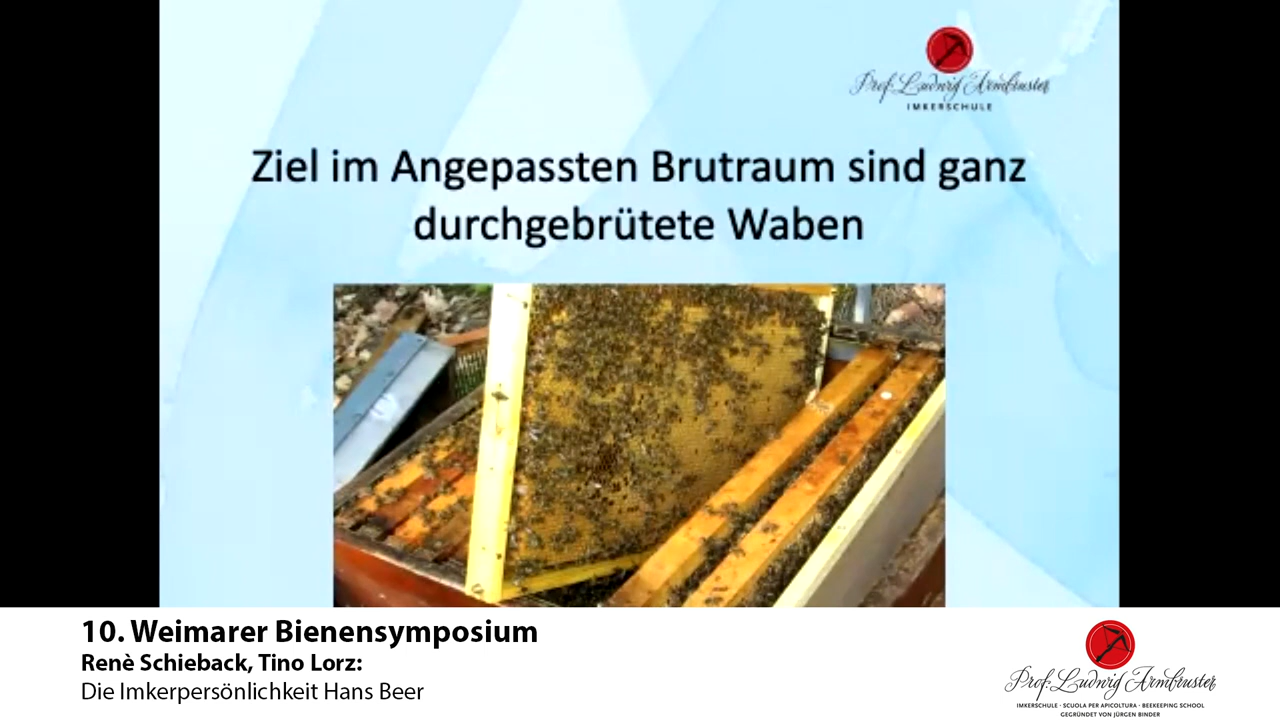 Prof. Ludwig Armbruster
IMKERSCHULE
Ziel im Angepassten Brutraum sind ganz
durchgebrütete Waben
10. Weimarer Bienensymposium
Renè Schieback, Tino Lorz:
Die Imkerpersönlichkeit Hans Beer
Prof. Ludwig Armbruster
IMKERSCHULE · SCUOLA PER APICOLTURA · BEEKEEPING SCHOOL
GEGRÜNDET VON JÜRGEN BINDER